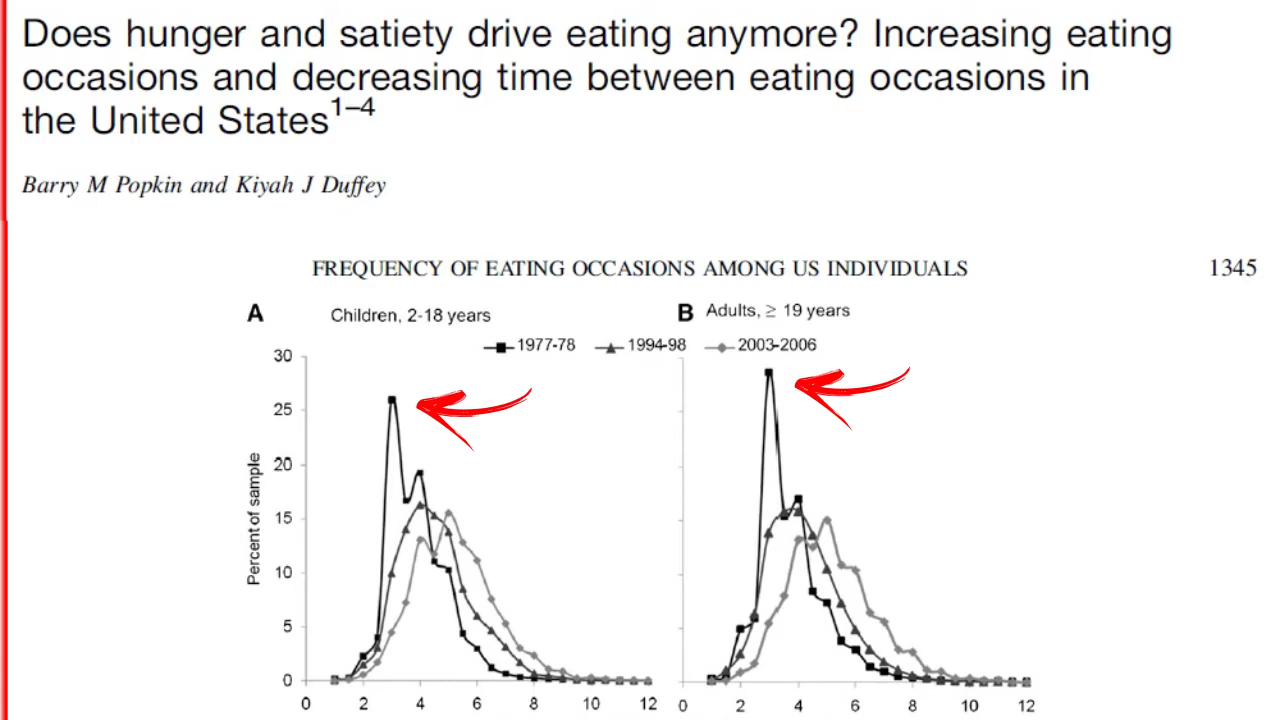 Does hunger and satiety drive eating anymore? Increasing eating
occasions and decreasing time between eating occasions in
the United States1–4
Barry M Popkin and Kiyah J Duffey
FREQUENCY OF EATING OCCASIONS AMONG US INDIVIDUALS 1345
A Children, 2-18 years B Adults, ≥ 19 years
1977-78 1994-98 2003-2006
30
25
20
15
10
5
0
Percent of sample
0 2 4 6 8 10 12 0 2 4 6 8 10 12